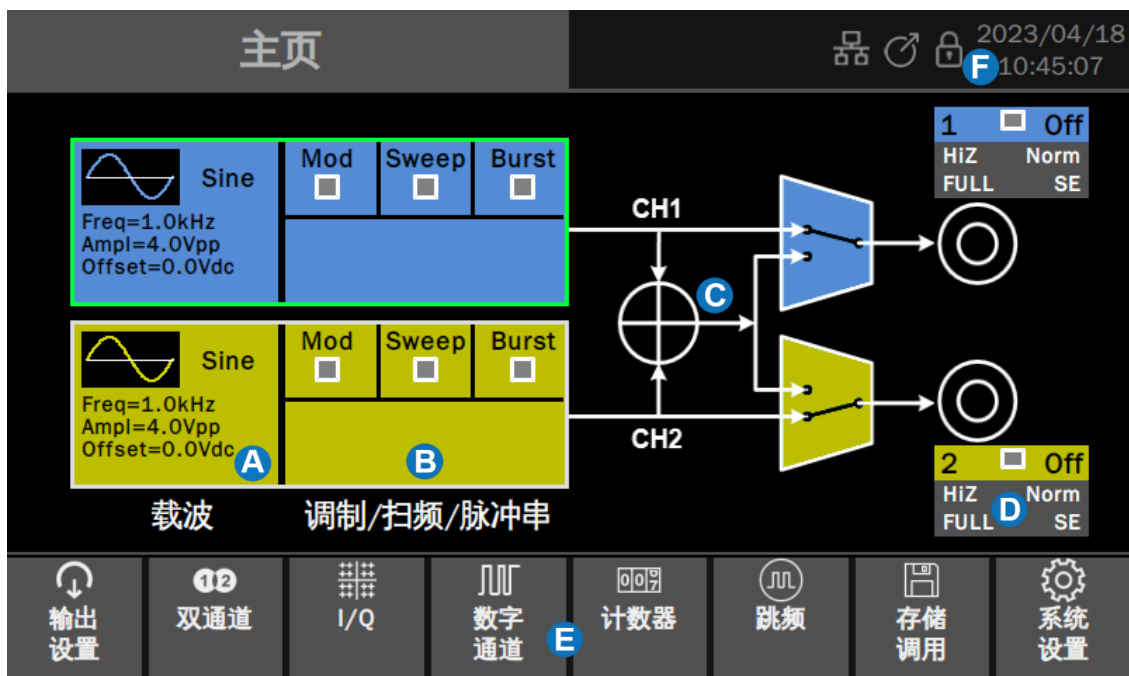 主页
2023/04/18
F
10:45:07
1 Off
HiZ Norm
FULL SE
Sine
Mod Sweep Burst
Freq=1.0kHz
Ampl=4.0Vpp
Offset=0.0Vdc
CH1
C
Sine
Mod Sweep Burst
Freq=1.0kHz
Ampl=4.0Vpp
Offset=0.0Vdc
A
B
CH2
2 Off
HiZ Norm
D
FULL SE
载波
调制/扫频/脉冲串
输出
设置
12
双通道
I/Q
数字
通道
E
009
计数器
跳频
存储
调用
系统
设置